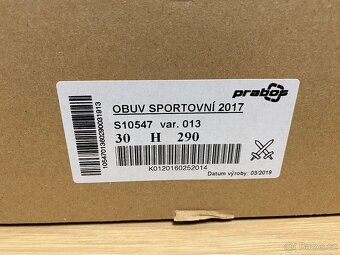 prabos
OBUV SPORTOVNÍ 2017
S10547 var. 013
30 H 290
K0120160252014
Datum výroby: 03/2019